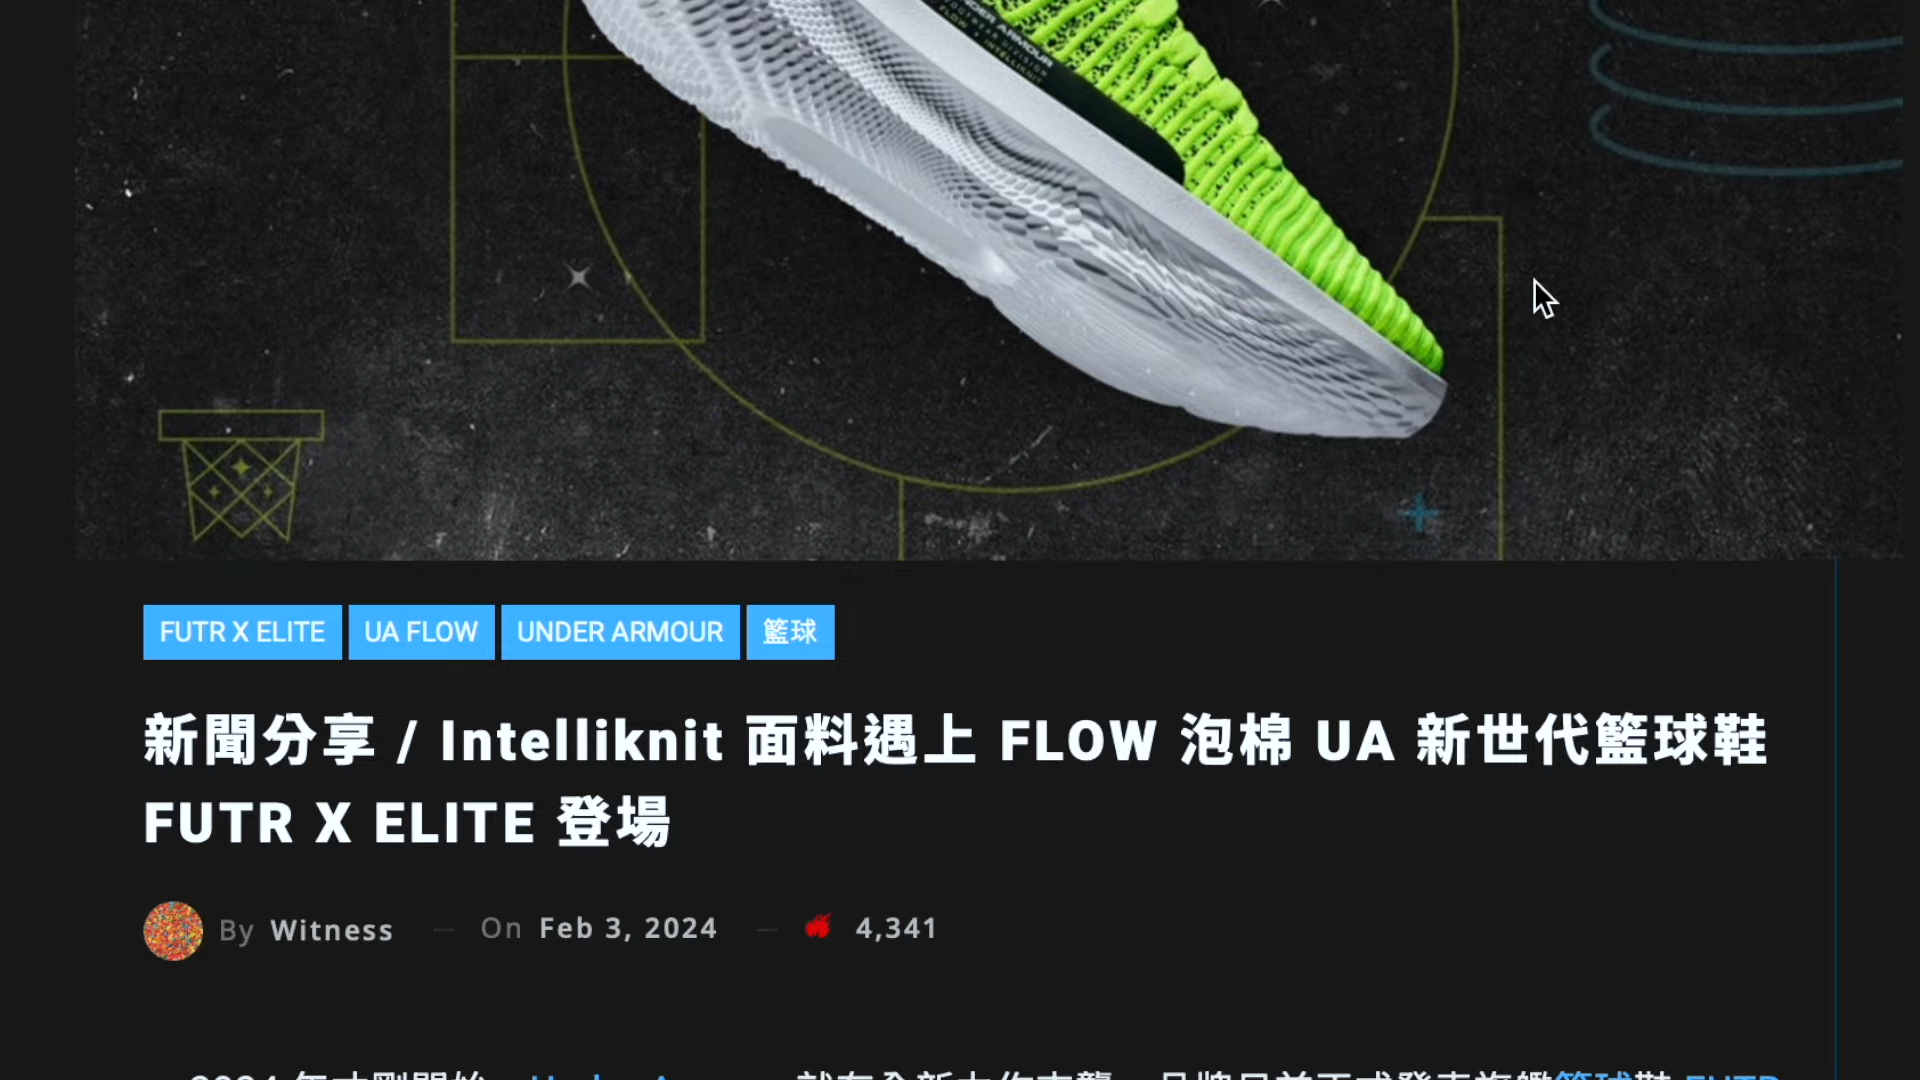 UNDER ARMOUR
FUTR X ELITE
UA FLOW
UNDER ARMOUR
籃球
新聞分享 / Intelliknit 面料遇上 FLOW 泡棉 UA 新世代籃球鞋
FUTR X ELITE 登場
By Witness — On Feb 3, 2024 — 4,341